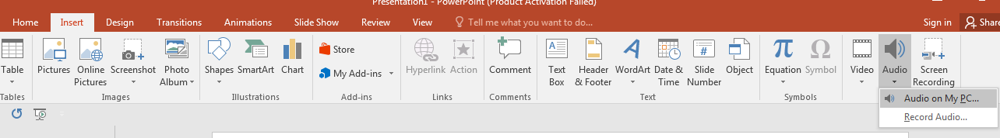 Presentation1 - PowerPoint (Product Activation Failed)
Home Insert Design Transitions Animations Slide Show Review View Tell me what you want to do... Sign in Share
Table Pictures Online Pictures Screenshot Photo Album Shapes SmartArt Chart Store My Add-ins Hyperlink Action Comment Text Box Header & Footer WordArt Date & Time Slide Number Object Equation Symbol Video Audio Screen Recording
Tables Images Illustrations Add-ins Links Comments Text Symbols
Audio on My PC...
Record Audio...